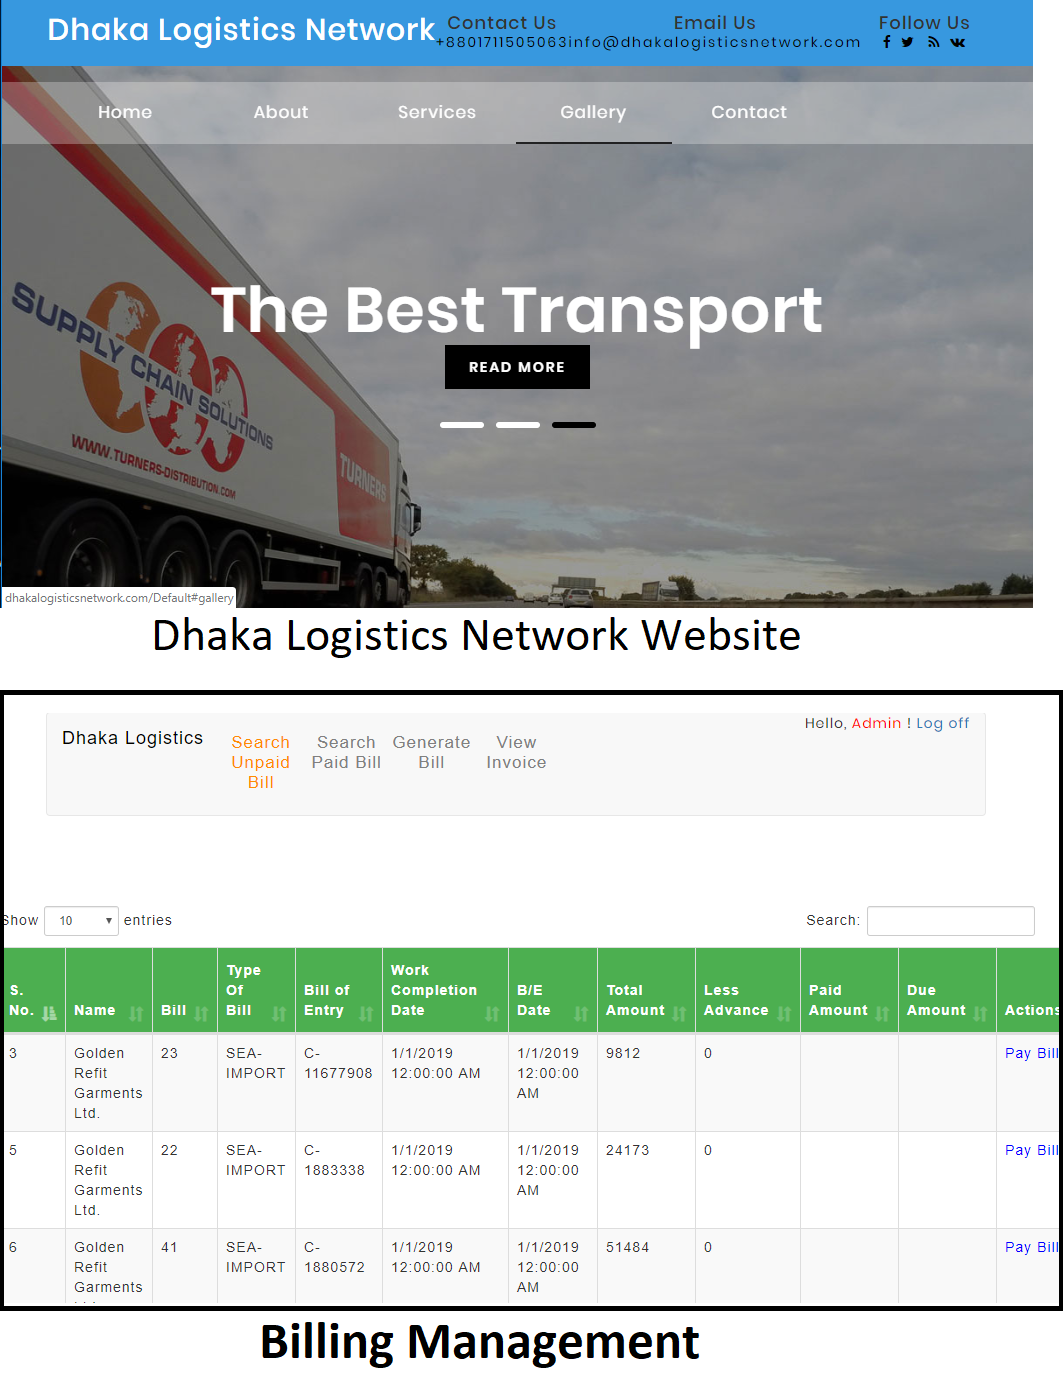 Dhaka Logistics Network
Contact Us
Email Us
Follow Us
+8801711505063info@dhakalogisticsnetwork.com
Home About Services Gallery Contact
The Best Transport
READ MORE
SUPPLY CHAIN SOLUTIONS
WWW.TURNERS-DISTRIBUTION.COM
TURNERS
dhakalogisticsnetwork.com/Default#gallery
Dhaka Logistics Network Website
Hello, Admin ! Log off
Dhaka Logistics
Search
Unpaid
Bill
Search
Paid Bill
Generate
Bill
View
Invoice
Show 10 entries
Search:
S.
No.
Name
Bill
Type
Of
Bill
Bill of
Entry
Work
Completion
Date
B/E
Date
Total
Amount
Less
Advance
Paid
Amount
Due
Amount
Actions
3
Golden
Refit
Garments
Ltd.
23
SEA-
IMPORT
C-
11677908
1/1/2019
12:00:00 AM
1/1/2019
12:00:00
AM
9812
0
Pay Bill
5
Golden
Refit
Garments
Ltd.
22
SEA-
IMPORT
C-
1883338
1/1/2019
12:00:00 AM
1/1/2019
12:00:00
AM
24173
0
Pay Bill
6
Golden
Refit
Garments
41
SEA-
IMPORT
C-
1880572
1/1/2019
12:00:00 AM
1/1/2019
12:00:00
AM
51484
0
Pay Bill
Billing Management